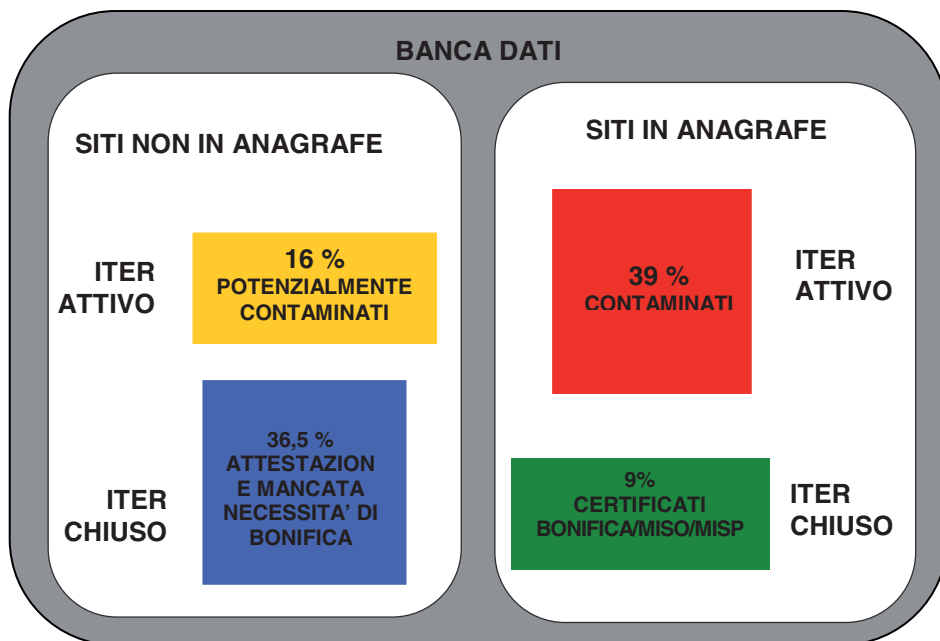 BANCA DATI
SITI NON IN ANAGRAFE
ITER
ATTIVO
16 %
POTENZIALMENTE
CONTAMINATI
ITER
CHIUSO
36,5 %
ATTESTAZION
E MANCATA
NECESSITA' DI
BONIFICA
SITI IN ANAGRAFE
39 %
CONTAMINATI
ITER
ATTIVO
9%
CERTIFICATI
BONIFICA/MISO/MISP
ITER
CHIUSO